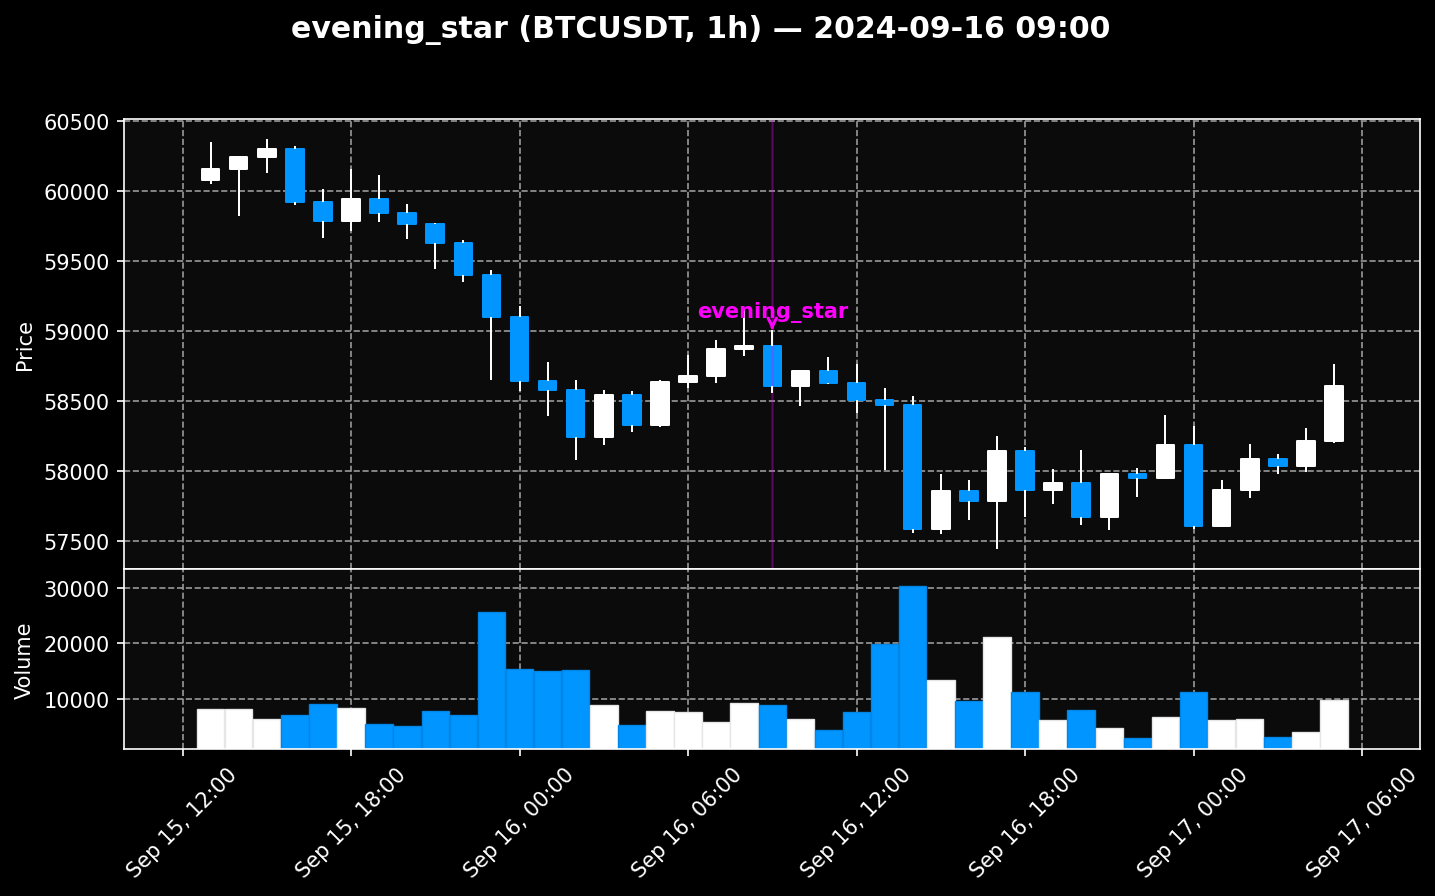 evening_star (BTCUSDT, 1h) — 2024-09-16 09:00
60500
60000
59500
59000
58500
58000
57500
Price
evening_star
30000
20000
10000
Volume
Sep 15, 12:00
Sep 15, 18:00
Sep 16, 00:00
Sep 16, 06:00
Sep 16, 12:00
Sep 16, 18:00
Sep 17, 00:00
Sep 17, 06:00